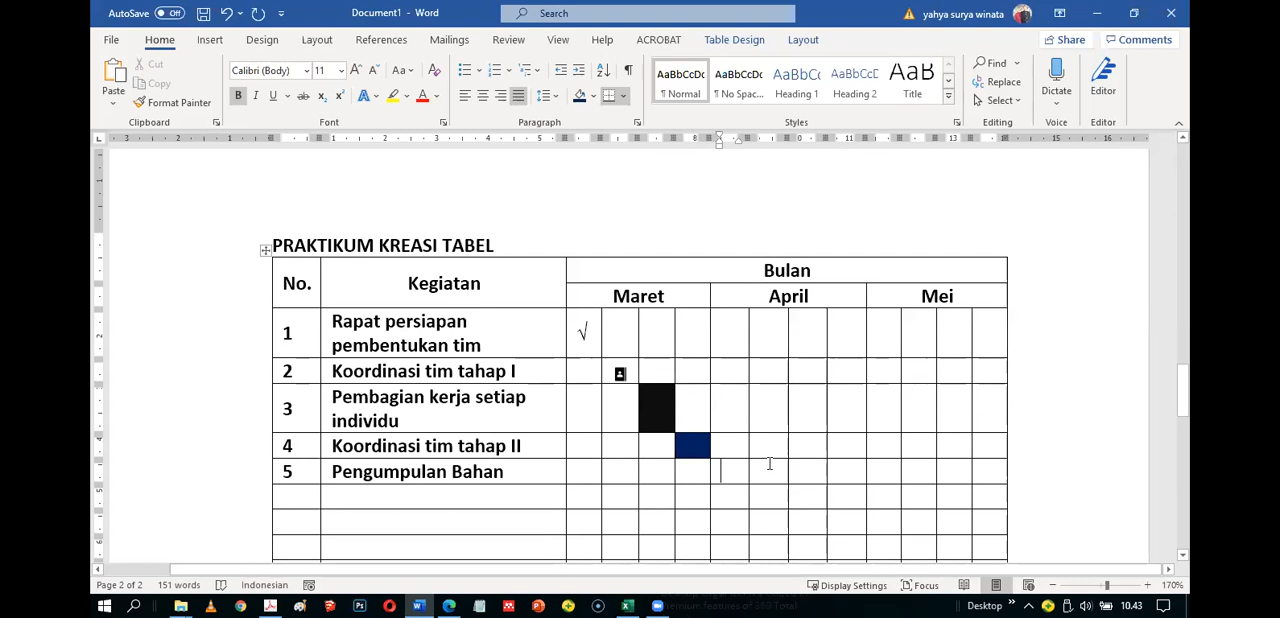 AutoSave Off
Document1 - Word
Search
yahya surya winata
File Home Insert Design Layout References Mailings Review View Help ACROBAT Table Design Layout
Share Comments
Paste
Cut
Copy
Format Painter
Clipboard
Calibri (Body) 11
Font
Paragraph
AaBbCcDc AaBbCcDc AaBbCc AaBbCcD AaB
¶ Normal ¶ No Spac... Heading 1 Heading 2 Title
Styles
Find
Replace
Select
Editing
Dictate
Voice
Editor
Editor
PRAKTIKUM KREASI TABEL
No. Kegiatan Bulan
Maret April Mei
1 Rapat persiapan pembentukan tim √
2 Koordinasi tim tahap I
3 Pembagian kerja setiap individu
4 Koordinasi tim tahap II
5 Pengumpulan Bahan
Page 2 of 2 151 words Indonesian
Display Settings Focus 170%
Desktop 10.43